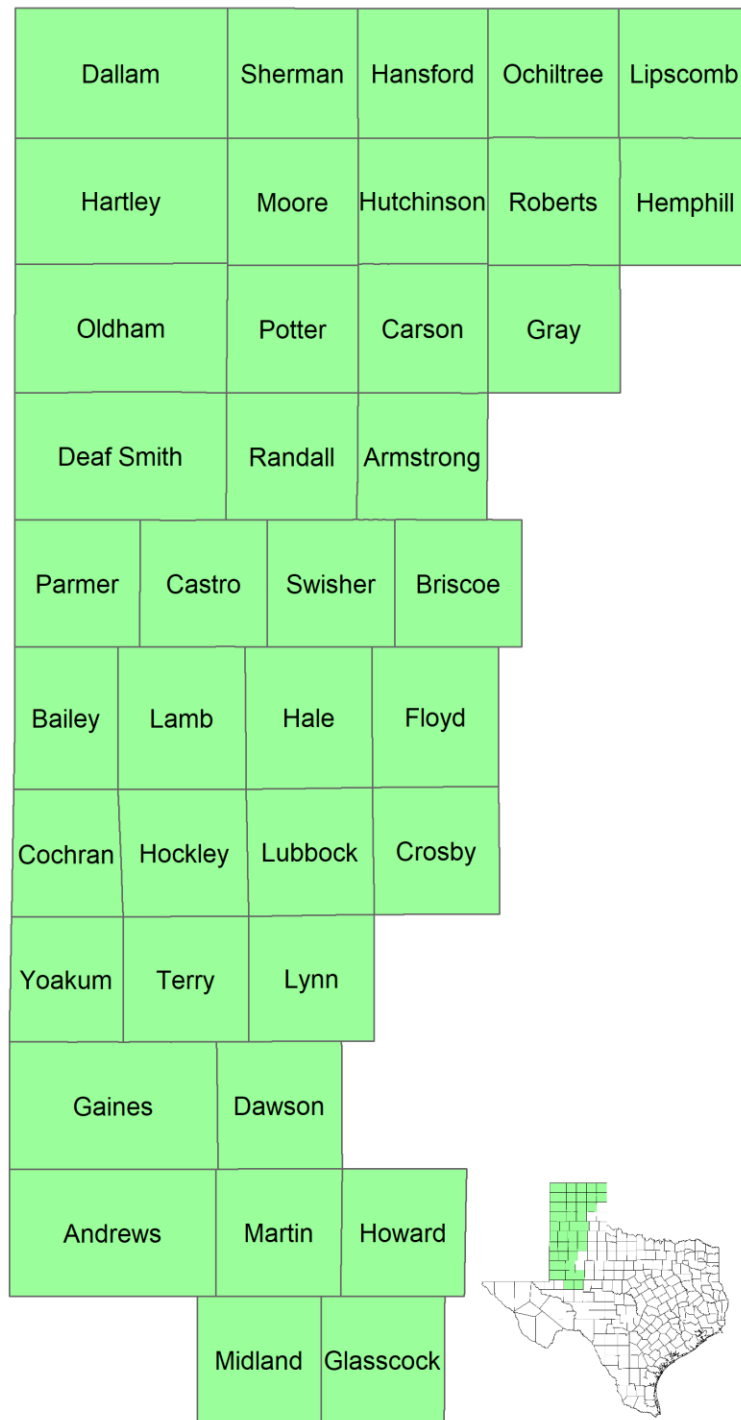 Dallam Sherman Hansford Ochiltree Lipscomb
Hartley Moore Hutchinson Roberts Hemphill
Oldham Potter Carson Gray
Deaf Smith Randall Armstrong
Parmer Castro Swisher Briscoe
Bailey Lamb Hale Floyd
Cochran Hockley Lubbock Crosby
Yoakum Terry Lynn
Gaines Dawson
Andrews Martin Howard
Midland Glasscock